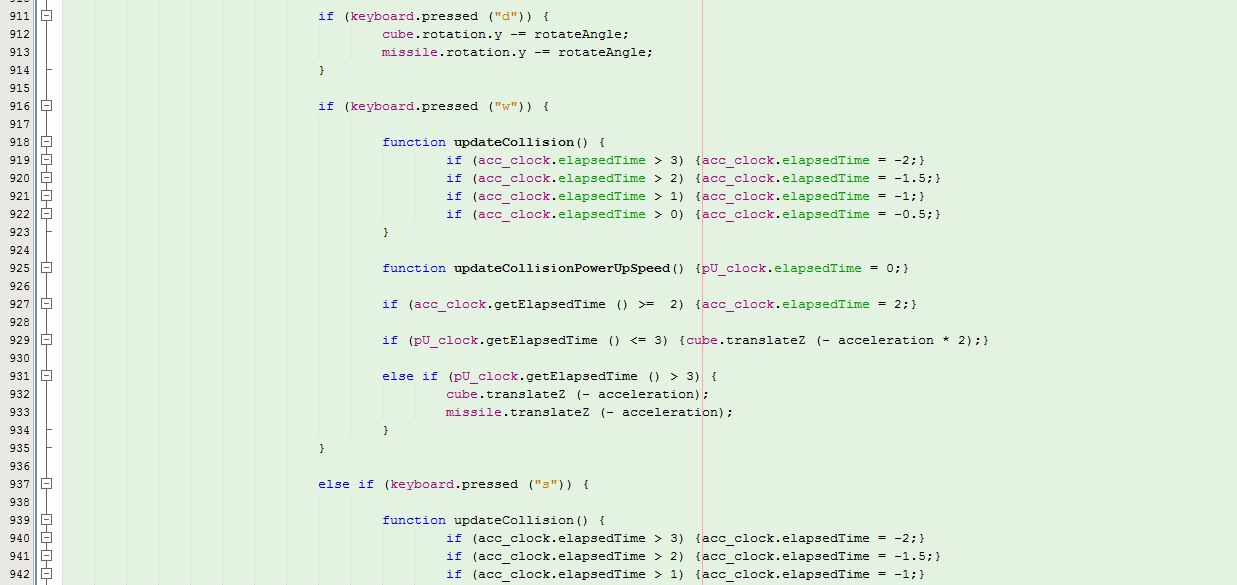 911 if (keyboard.pressed ("d")) {
912 cube.rotation.y -= rotateAngle;
913 missile.rotation.y -= rotateAngle;
914 }
915
916 if (keyboard.pressed ("w")) {
917
918 function updateCollision() {
919 if (acc_clock.elapsedTime > 3) {acc_clock.elapsedTime = -2;}
920 if (acc_clock.elapsedTime > 2) {acc_clock.elapsedTime = -1.5;}
921 if (acc_clock.elapsedTime > 1) {acc_clock.elapsedTime = -1;}
922 if (acc_clock.elapsedTime > 0) {acc_clock.elapsedTime = -0.5;}
923 }
924
925 function updateCollisionPowerUpSpeed() {pU_clock.elapsedTime = 0;}
926
927 if (acc_clock.getElapsedTime () >=  2) {acc_clock.elapsedTime = 2;}
928
929 if (pU_clock.getElapsedTime () <= 3) {cube.translateZ (- acceleration * 2);}
930
931 else if (pU_clock.getElapsedTime () > 3) {
932 cube.translateZ (- acceleration);
933 missile.translateZ (- acceleration);
934 }
935 }
936
937 else if (keyboard.pressed ("s")) {
938
939 function updateCollision() {
940 if (acc_clock.elapsedTime > 3) {acc_clock.elapsedTime = -2;}
941 if (acc_clock.elapsedTime > 2) {acc_clock.elapsedTime = -1.5;}
942 if (acc_clock.elapsedTime > 1) {acc_clock.elapsedTime = -1;}